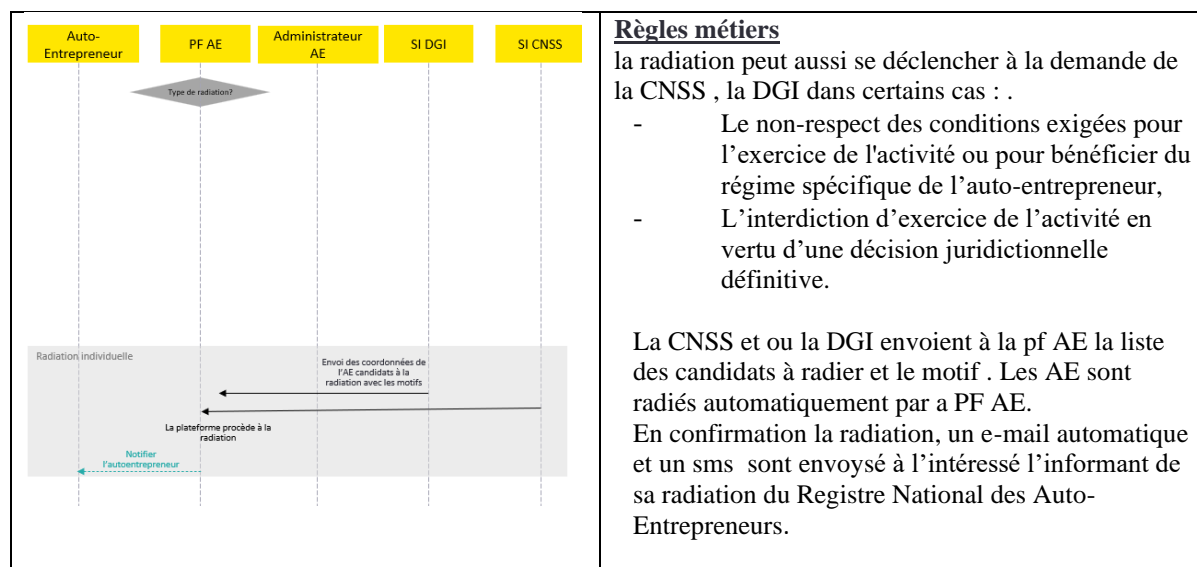 Auto-
Entrepreneur
PF AE
Administrateur
AE
SI DGI
SI CNSS
Type de radiation?
Radiation individuelle
Envoi des coordonnées de
l'AE candidats à la
radiation avec les motifs
La plateforme procède à la
radiation
Notifier
l'autoentrepreneur
Règles métiers
la radiation peut aussi se déclencher à la demande de
la CNSS , la DGI dans certains cas : .
- Le non-respect des conditions exigées pour
l’exercice de l'activité ou pour bénéficier du
régime spécifique de l’auto-entrepreneur,
- L’interdiction d’exercice de l’activité en
vertu d’une décision juridictionnelle
définitive.
La CNSS et ou la DGI envoient à la pf AE la liste
des candidats à radier et le motif . Les AE sont
radiés automatiquement par a PF AE.
En confirmation la radiation, un e-mail automatique
et un sms  sont envoysé à l’intéressé l’informant de
sa radiation du Registre National des Auto-
Entrepreneurs.